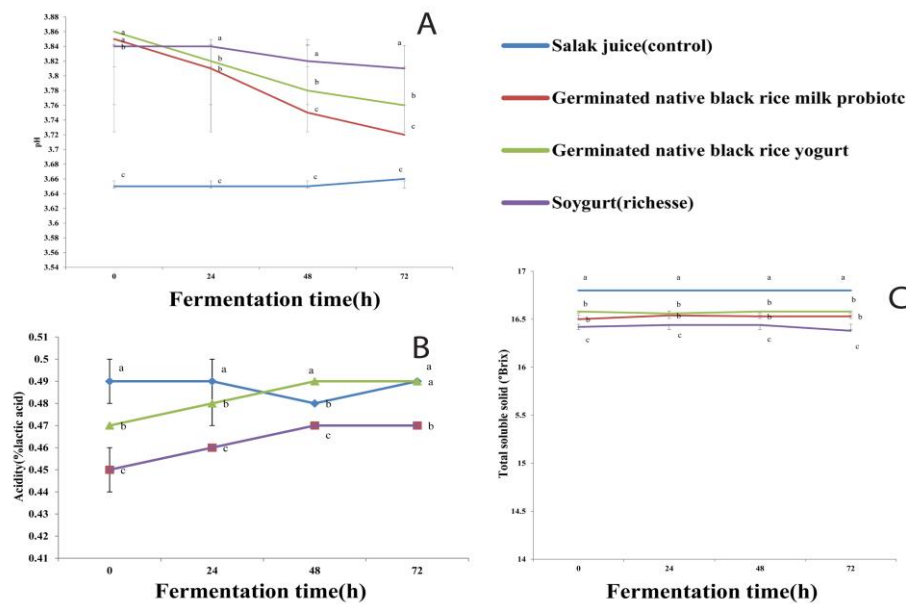 A
3.88
3.86
3.84
3.82
3.8
3.78
3.76
3.74
3.72
3.7
3.68
3.66
3.64
3.62
3.6
3.58
3.56
3.54
pH
a
a
b
c
a
b
b
c
a
b
c
c
a
b
c
c
0 24 48 72
Fermentation time(h)
Salak juice(control)
Germinated native black rice milk probiotc
Germinated native black rice yogurt
Soygurt(richesse)
B
0.5
0.49
0.48
0.47
0.46
0.45
0.44
0.43
0.42
0.41
Acidity(%lactic acid)
a
b
c
a
b
c
a
b
c
a
a
b
0 24 48 72
Fermentation time(h)
C
17
16.5
16
15.5
15
14.5
14
Total soluble solid (°Brix)
a a a a
b b b b
b b b b
c c c c
0 24 48 72
Fermentation time(h)